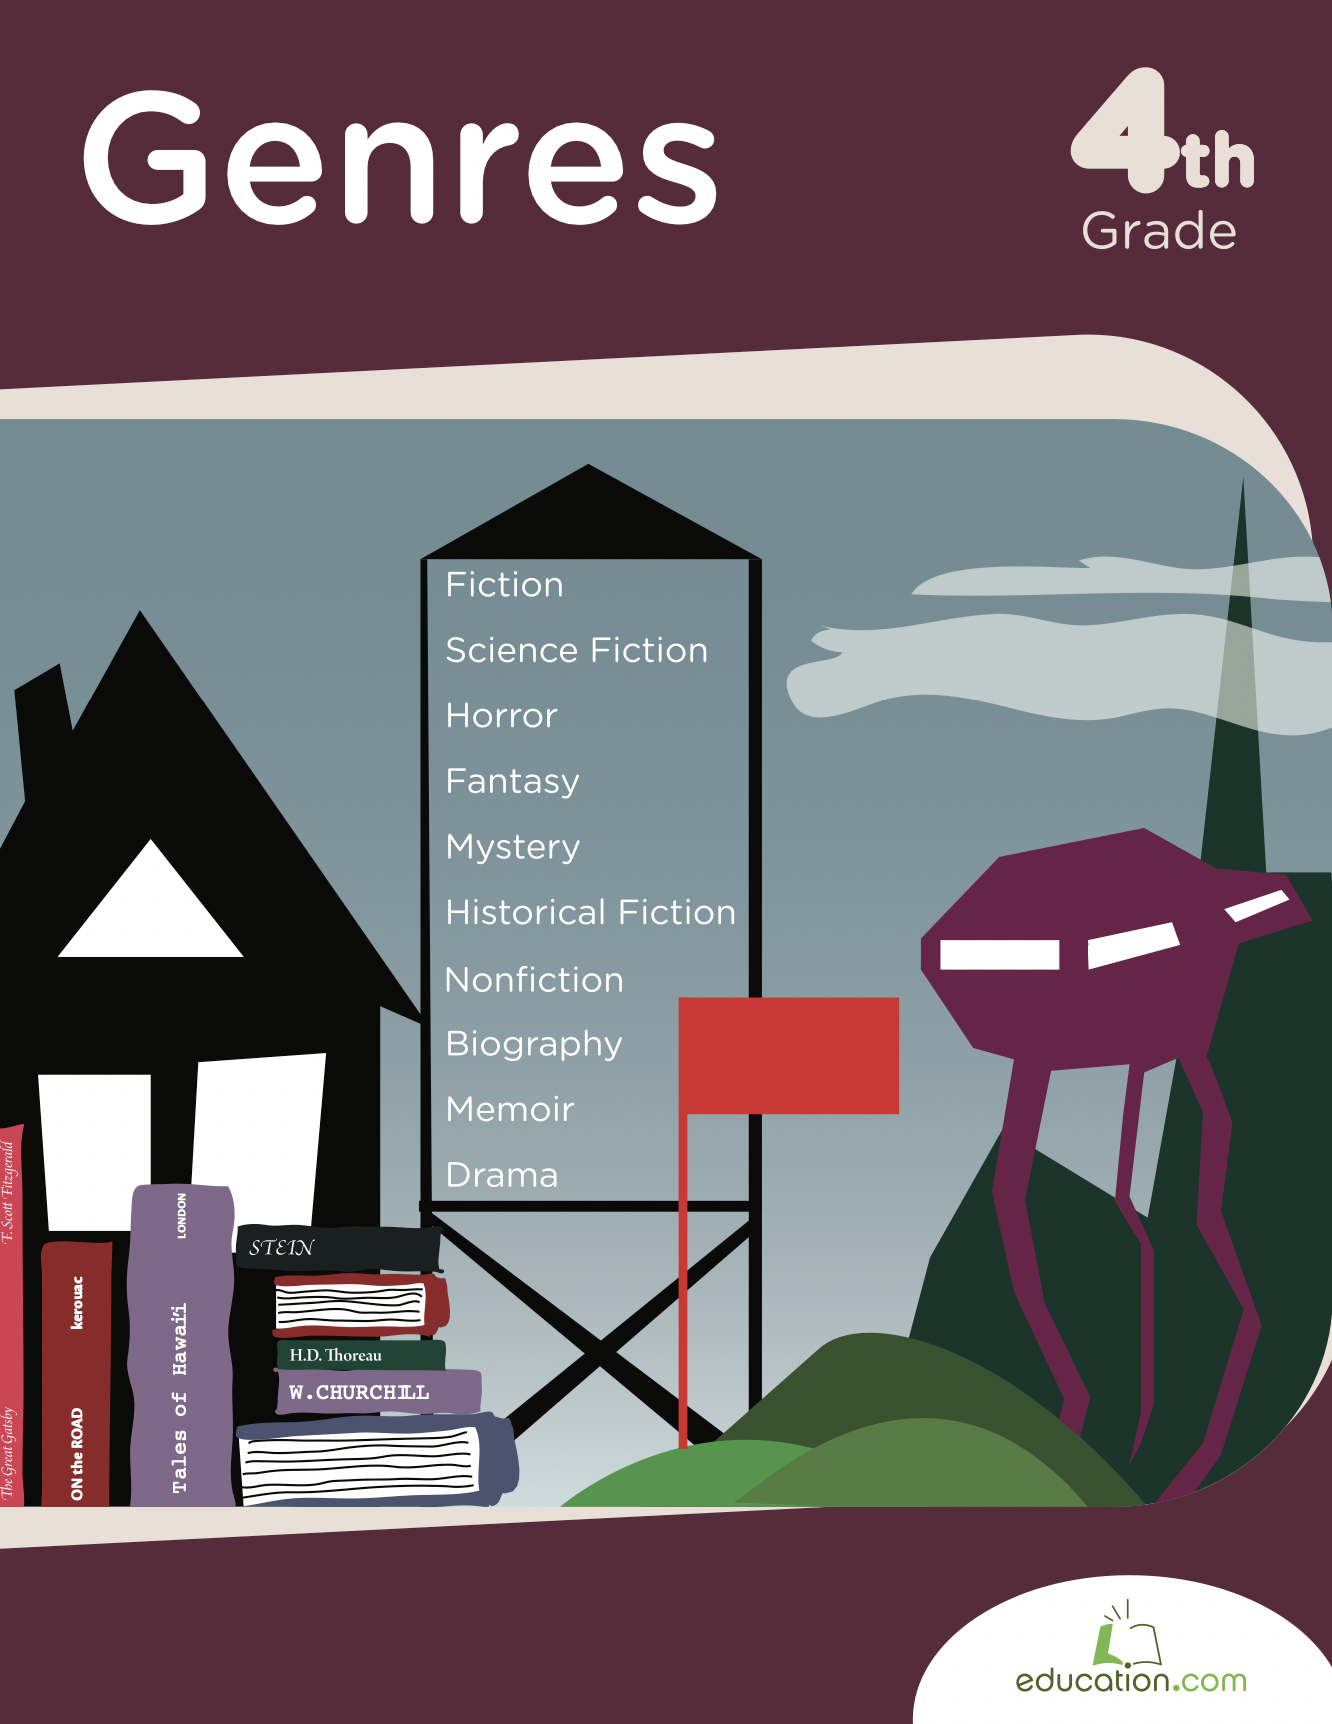 Genres
4th
Grade
Fiction
Science Fiction
Horror
Fantasy
Mystery
Historical Fiction
Nonfiction
Biography
Memoir
Drama
The Great Gatsby
F. Scott Fitzgerald
ON the ROAD
kerouac
Tales of Hawai'i
LONDON
STEIN
H.D. Thoreau
W.CHURCHILL
education.com